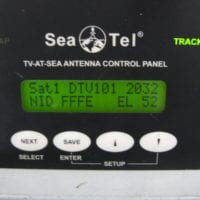 Sea Tel®
TRACK
TV-AT-SEA ANTENNA CONTROL PANEL
Sat1 DTV101 2032
NID FFFE EL 52
NEXT SAVE
SELECT ENTER SETUP